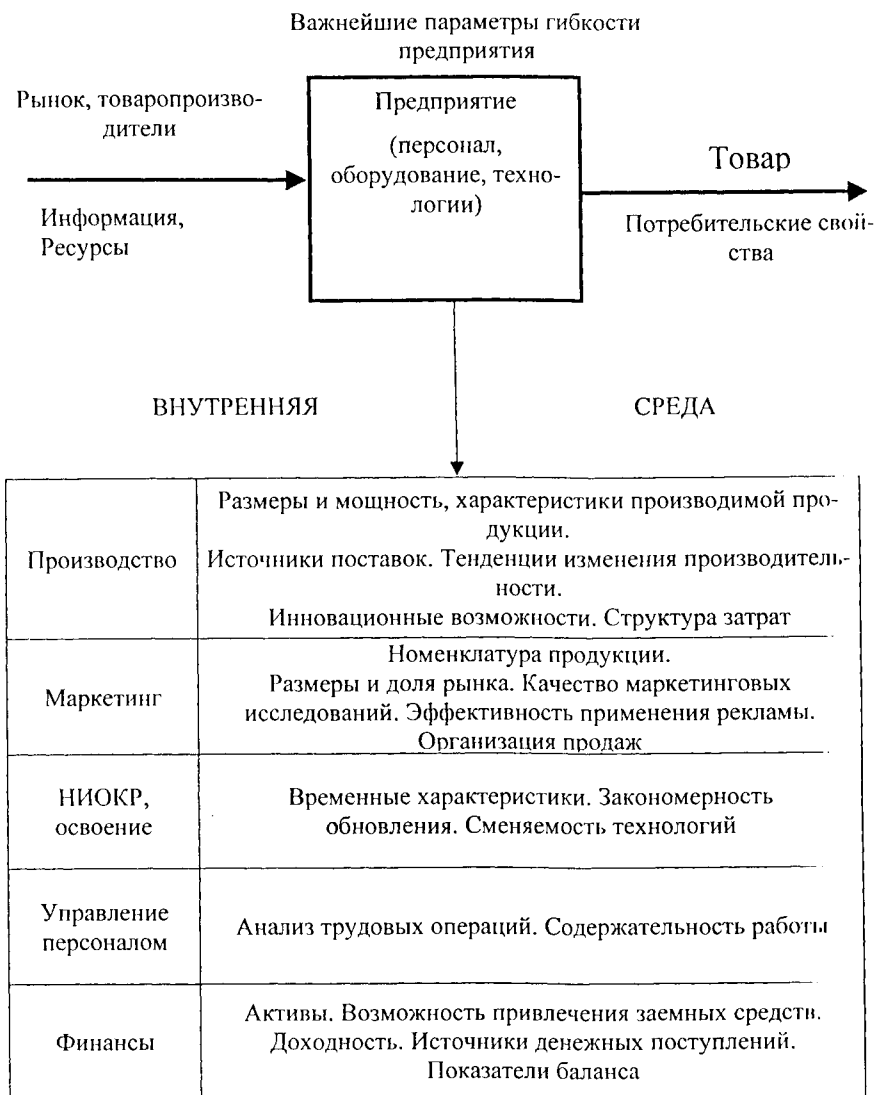 Важнейшие параметры гибкости
предприятия
Рынок, товаропроизво-
дители
Информация,
Ресурсы
Предприятие
(персонал,
оборудование, техно-
логии)
Товар
Потребительские свой-
ства
ВНУТРЕННЯЯ СРЕДА
Производство
Размеры и мощность, характеристики производимой про-
дукции.
Источники поставок. Тенденции изменения производитель-
ности.
Инновационные возможности. Структура затрат
Маркетинг
Номенклатура продукции.
Размеры и доля рынка. Качество маркетинговых
исследований. Эффективность применения рекламы.
Организация продаж
НИОКР,
освоение
Временные характеристики. Закономерность
обновления. Сменяемость технологий
Управление
персоналом
Анализ трудовых операций. Содержательность работы
Финансы
Активы. Возможность привлечения заемных средств.
Доходность. Источники денежных поступлений.
Показатели баланса